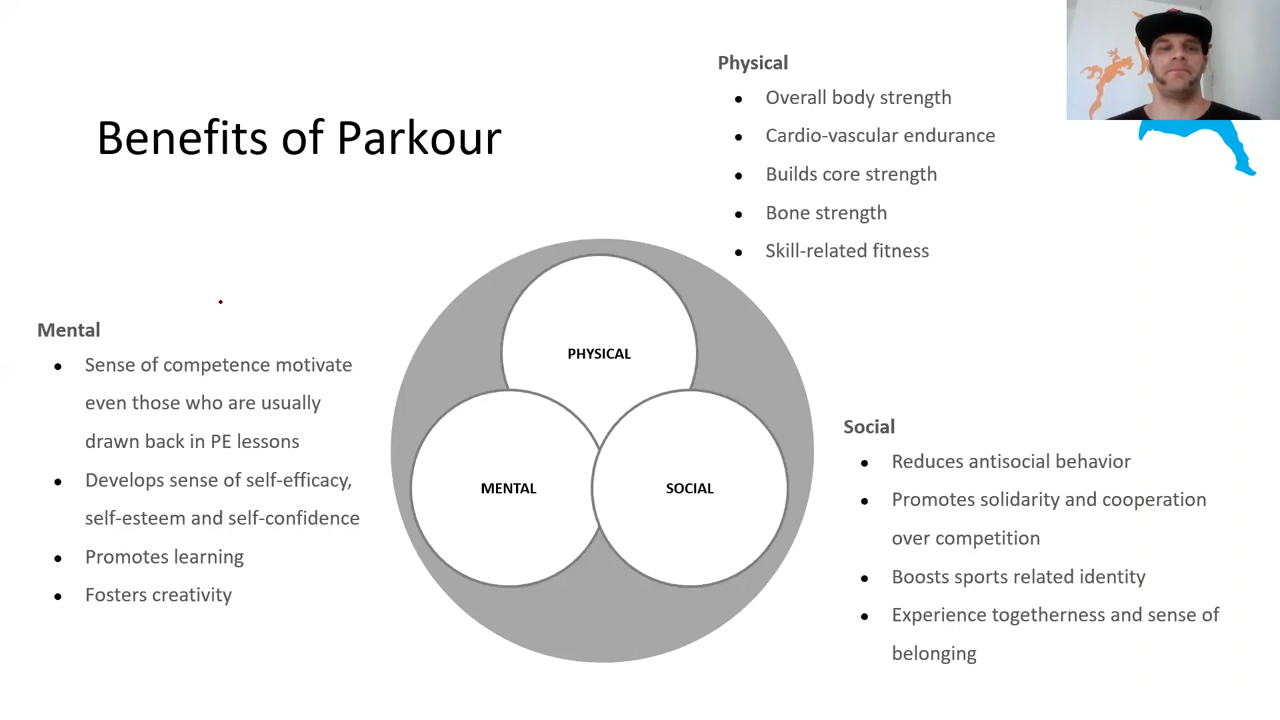 Benefits of Parkour
Physical
● Overall body strength
● Cardio-vascular endurance
● Builds core strength
● Bone strength
● Skill-related fitness
Mental
● Sense of competence motivate
even those who are usually
drawn back in PE lessons
● Develops sense of self-efficacy,
self-esteem and self-confidence
● Promotes learning
● Fosters creativity
PHYSICAL
MENTAL
SOCIAL
Social
● Reduces antisocial behavior
● Promotes solidarity and cooperation
over competition
● Boosts sports related identity
● Experience togetherness and sense of
belonging